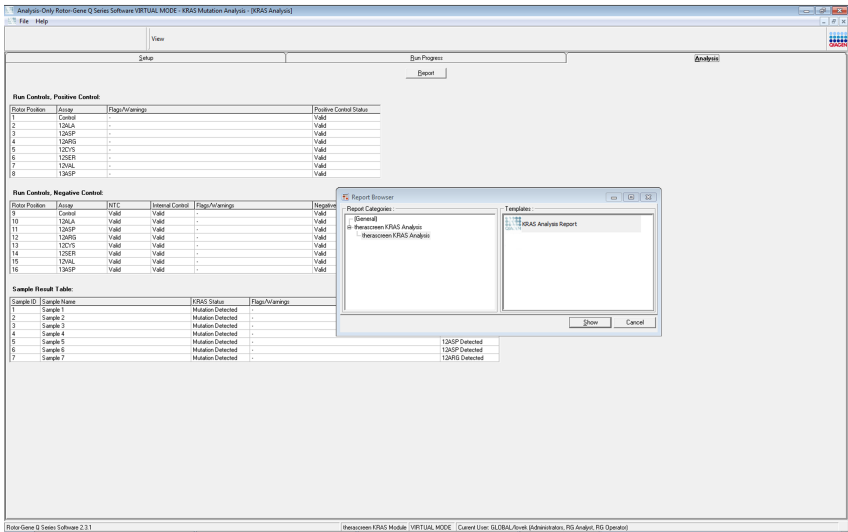 Analysis-Only Rotor-Gene Q Series Software VIRTUAL MODE - KRAS Mutation Analysis - [KRAS Analysis]
File Help
View
QIAGEN
Setup Run Progress Analysis
Report
Run Controls, Positive Control:
Rotor Position Assay Flags/Warnings Positive Control Status
1 Control - Valid
2 12ALA - Valid
3 12ASP - Valid
4 12ARG - Valid
5 12CYS - Valid
6 12SER - Valid
7 12VAL - Valid
8 13ASP - Valid
Run Controls, Negative Control:
Rotor Position Assay NTC Internal Control Flags/Warnings Negative
9 Control Valid Valid - Valid
10 12ALA Valid Valid - Valid
11 12ASP Valid Valid - Valid
12 12ARG Valid Valid - Valid
13 12CYS Valid Valid - Valid
14 12SER Valid Valid - Valid
15 12VAL Valid Valid - Valid
16 13ASP Valid Valid - Valid
Report Browser
Report Categories: Templates:
(General)
therascreen KRAS Analysis
therascreen KRAS Analysis
KRAS Analysis Report
Show Cancel
Sample Result Table:
Sample ID Sample Name KRAS Status Flags/Warnings
1 Sample 1 Mutation Detected -
2 Sample 2 Mutation Detected -
3 Sample 3 Mutation Detected -
4 Sample 4 Mutation Detected -
5 Sample 5 Mutation Detected - 12ASP Detected
6 Sample 6 Mutation Detected - 12ASP Detected
7 Sample 7 Mutation Detected - 12ARG Detected
Rotor-Gene Q Series Software 2.3.1 therascreen KRAS Module VIRTUAL MODE Current User: GLOBAL/lovek (Administrators, RG Analyst, RG Operator)